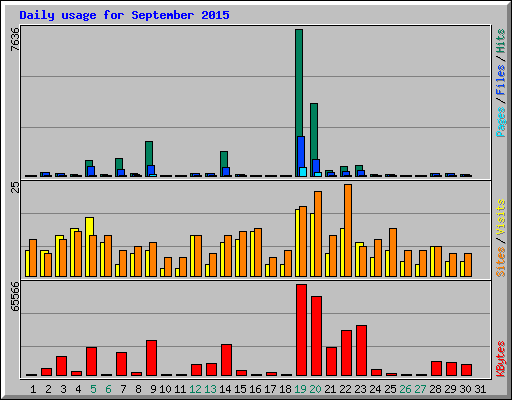 Daily usage for September 2015
7636
Pages / Files / Hits
25
Sites / Visits
65566
KBytes
1 2 3 4 5 6 7 8 9 10 11 12 13 14 15 16 17 18 19 20 21 22 23 24 25 26 27 28 29 30 31